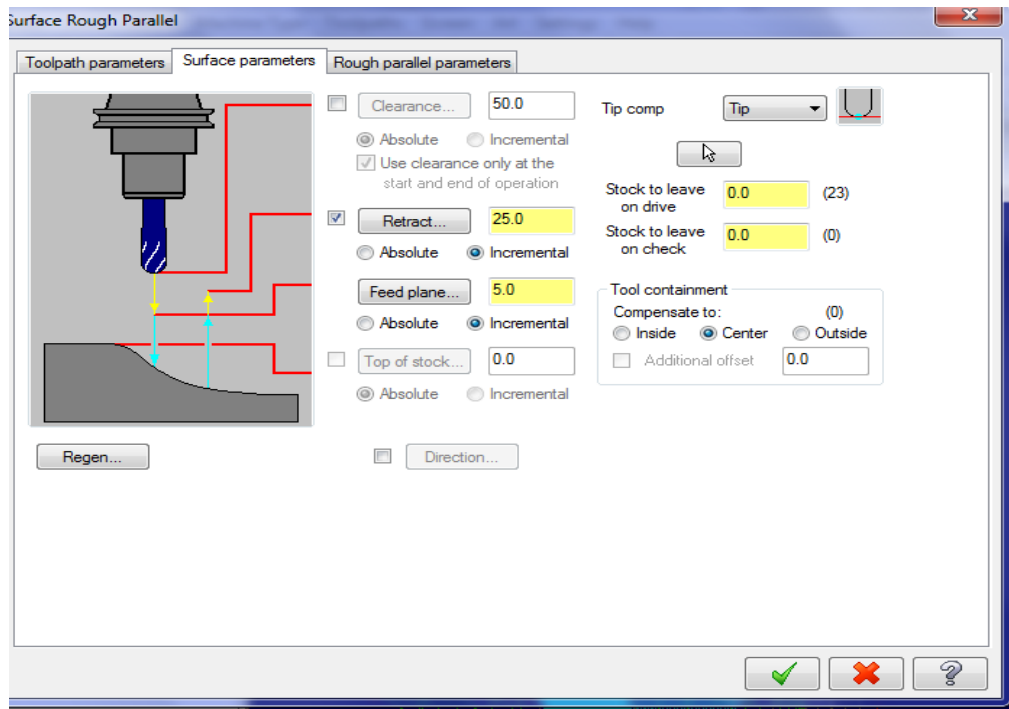 Surface Rough Parallel
Toolpath parameters Surface parameters Rough parallel parameters
Clearance... 50.0
Absolute Incremental
Use clearance only at the
start and end of operation
Retract... 25.0
Absolute Incremental
Feed plane... 5.0
Absolute Incremental
Top of stock... 0.0
Absolute Incremental
Regen... Direction...
Tip comp Tip
Stock to leave
on drive 0.0 (23)
Stock to leave
on check 0.0 (0)
Tool containment
Compensate to: (0)
Inside Center Outside
Additional offset 0.0